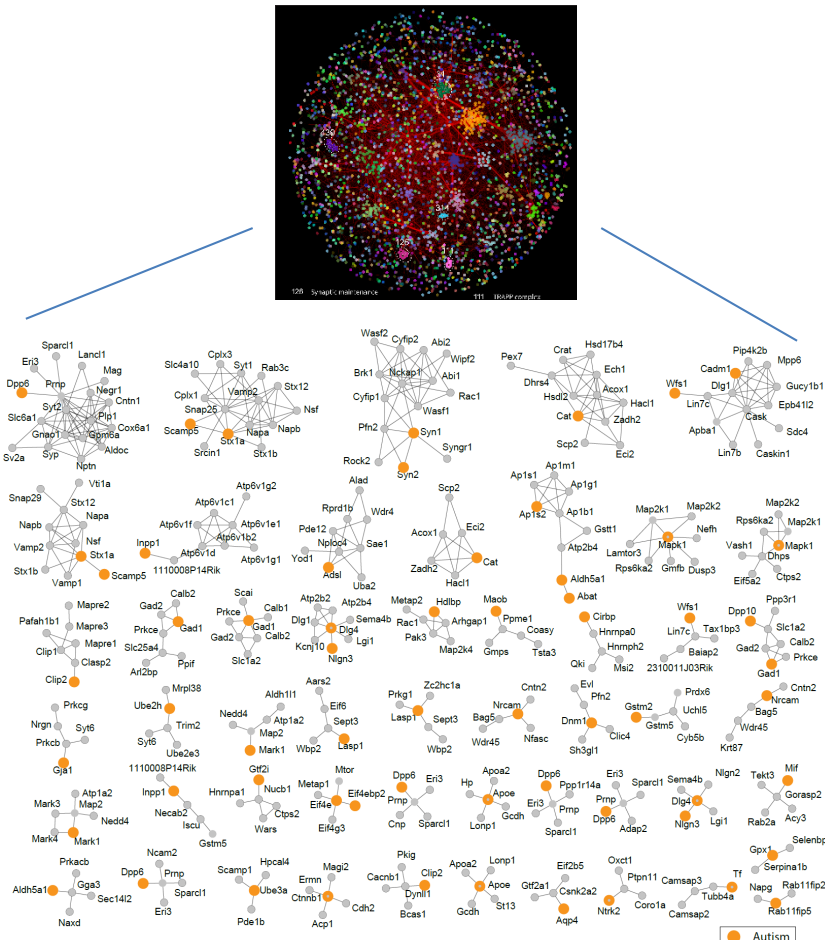 126 Synaptic maintenance
111 TRAPP complex
Sparcl1
Eri3
Lancl1
Dpp6
Prnp
Mag
Negr1
Cntn1
Syt2
Plp1
Slc6a1
Cox6a1
Gnao1
Gpm6a
Sv2a
Syp
Aldoc
Nptn
Cplx3
Slc4a10
Syt1
Rab3c
Cplx1
Vamp2
Stx12
Snap25
Nsf
Scamp5
Stx1a
Napa
Napb
Srcin1
Stx1b
Wasf2
Cyfip2
Abi2
Wipf2
Brk1
Nckap1
Abi1
Cyfip1
Rac1
Wasf1
Pfn2
Syn1
Syngr1
Rock2
Syn2
Pex7
Crat
Hsd17b4
Dhrs4
Ech1
Hsdl2
Acox1
Hacl1
Cat
Zadh2
Scp2
Eci2
Pip4k2b
Cadm1
Mpp6
Wfs1
Dlg1
Gucy1b1
Lin7c
Epb41l2
Cask
Apba1
Sdc4
Lin7b
Caskin1
Vti1a
Snap29
Stx12
Napb
Napa
Vamp2
Nsf
Stx1a
Stx1b
Vamp1
Scamp5
Atp6v1g2
Atp6v1c1
Atp6v1f
Atp6v1e1
Inpp1
Atp6v1b2
Atp6v1d
Atp6v1g1
1110008P14Rik
Alad
Rprd1b
Wdr4
Pde12
Nploc4
Sae1
Yod1
Adsl
Uba2
Scp2
Acox1
Eci2
Cat
Zadh2
Hacl1
Ap1m1
Ap1s1
Ap1g1
Ap1s2
Ap1b1
Gstt1
Atp2b4
Aldh5a1
Abat
Map2k1
Map2k2
Nefh
Mapk1
Lamtor3
Rps6ka2
Gmfb
Dusp3
Map2k2
Rps6ka2
Map2k1
Vash1
Mapk1
Dhps
Eif5a2
Ctps2
Mapre2
Pafah1b1
Mapre3
Mapre1
Clip1
Clasp2
Clip2
Calb2
Gad2
Prkce
Gad1
Slc25a4
Ppif
Arl2bp
Scai
Prkce
Calb1
Gad1
Gad2
Calb2
Slc1a2
Atp2b2
Atp2b4
Dlg1
Sema4b
Dlg4
Kcnj10
Lgi1
Nlgn3
Metap2
Hdlbp
Rac1
Arhgap1
Pak3
Map2k4
Maob
Ppme1
Coasy
Gmps
Tsta3
Cirbp
Hnrnpa0
Hnrnph2
Qki
Msi2
Wfs1
Lin7c
Tax1bp3
Baiap2
2310011J03Rik
Ppp3r1
Dpp10
Slc1a2
Calb2
Gad2
Prkce
Gad1
Prkcg
Nrgn
Syt6
Prkcb
Gja1
Mrpl38
Ube2h
Trim2
Syt6
Ube2e3
Aldh1l1
Nedd4
Atp1a2
Map2
Mark1
Aars2
Eif6
Sept3
Wbp2
Lasp1
Zc2hc1a
Prkg1
Lasp1
Sept3
Wbp2
Cntn2
Nrcam
Bag5
Wdr45
Nfasc
Evl
Pfn2
Dnm1
Clic4
Sh3gl1
Prdx6
Gstm2
Uchl5
Gstm5
Cyb5b
Cntn2
Nrcam
Bag5
Wdr45
Krt87
Atp1a2
Mark3
Map2
Nedd4
Mark4
Mark1
1110008P14Rik
Inpp1
Necab2
Iscu
Gstm5
Gtf2i
Nucb1
Hnrnpa1
Ctps2
Wars
Mtor
Metap1
Eif4ebp2
Eif4e
Eif4g3
Dpp6
Eri3
Prnp
Cnp
Sparcl1
Apoa2
Hp
Apoe
Gcdh
Lonp1
Dpp6
Ppp1r14a
Eri3
Prnp
Sparcl1
Eri3
Sparcl1
Prnp
Dpp6
Adap2
Nlgn2
Sema4b
Dlg4
Nlgn3
Lgi1
Mif
Tekt3
Gorasp2
Rab2a
Acy3
Prkacb
Aldh5a1
Gga3
Sec14l2
Naxd
Ncam2
Dpp6
Prnp
Sparcl1
Eri3
Scamp1
Hpcal4
Ube3a
Pde1b
Magi2
Ermn
Ctnnb1
Cdh2
Acp1
Pkig
Cacnb1
Clip2
Dynll1
Bcas1
Lonp1
Apoa2
Apoe
Gcdh
St13
Eif2b5
Gtf2a1
Csnk2a2
Aqp4
Oxct1
Ptpn11
Ntrk2
Coro1a
Camsap3
Tf
Tubb4a
Camsap2
Selenbp
Gpx1
Serpina1b
Napg
Rab11fip2
Rab11fip5
Autism